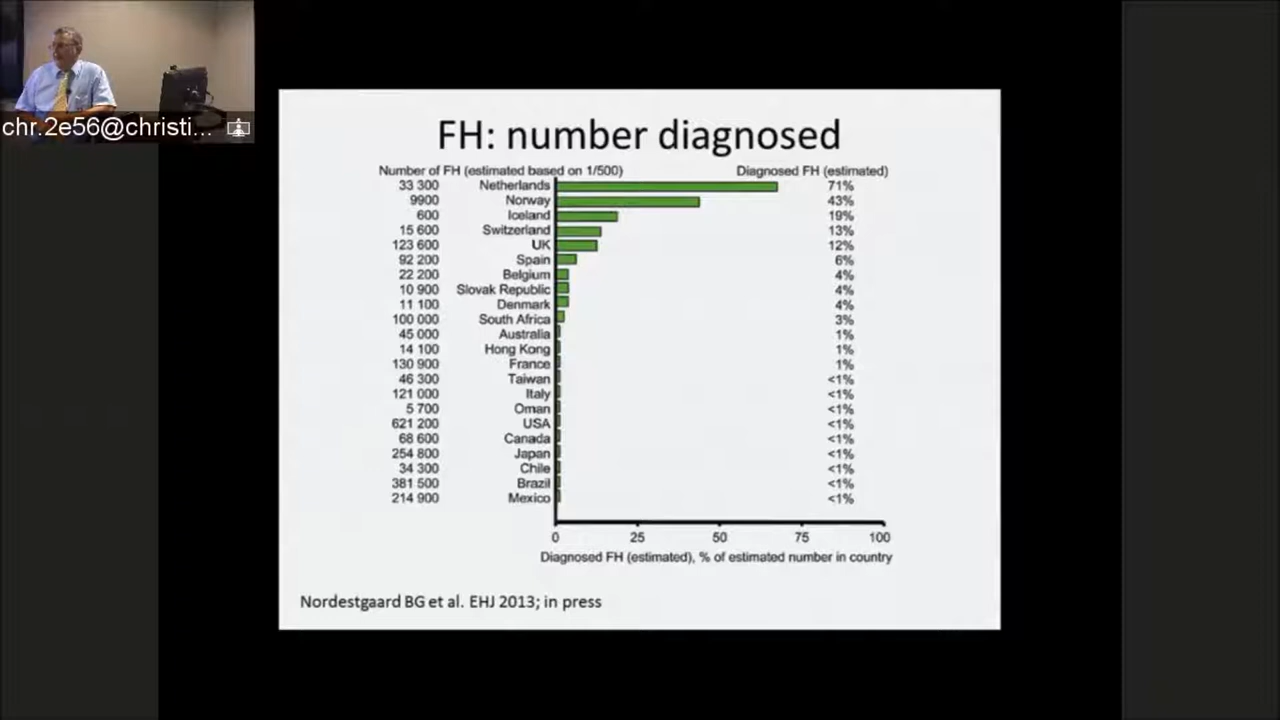 chr.2e56@christi...
FH: number diagnosed
Number of FH (estimated based on 1/500) Diagnosed FH (estimated)
33 300 Netherlands 71%
9900 Norway 43%
600 Iceland 19%
15 600 Switzerland 13%
123 600 UK 12%
92 200 Spain 6%
22 200 Belgium 4%
10 900 Slovak Republic 4%
11 100 Denmark 4%
100 000 South Africa 3%
45 000 Australia 1%
14 100 Hong Kong 1%
130 900 France 1%
46 300 Taiwan <1%
121 000 Italy <1%
5 700 Oman <1%
621 200 USA <1%
68 600 Canada <1%
254 800 Japan <1%
34 300 Chile <1%
381 500 Brazil <1%
214 900 Mexico <1%
0 25 50 75 100
Diagnosed FH (estimated), % of estimated number in country
Nordestgaard BG et al. EHJ 2013; in press